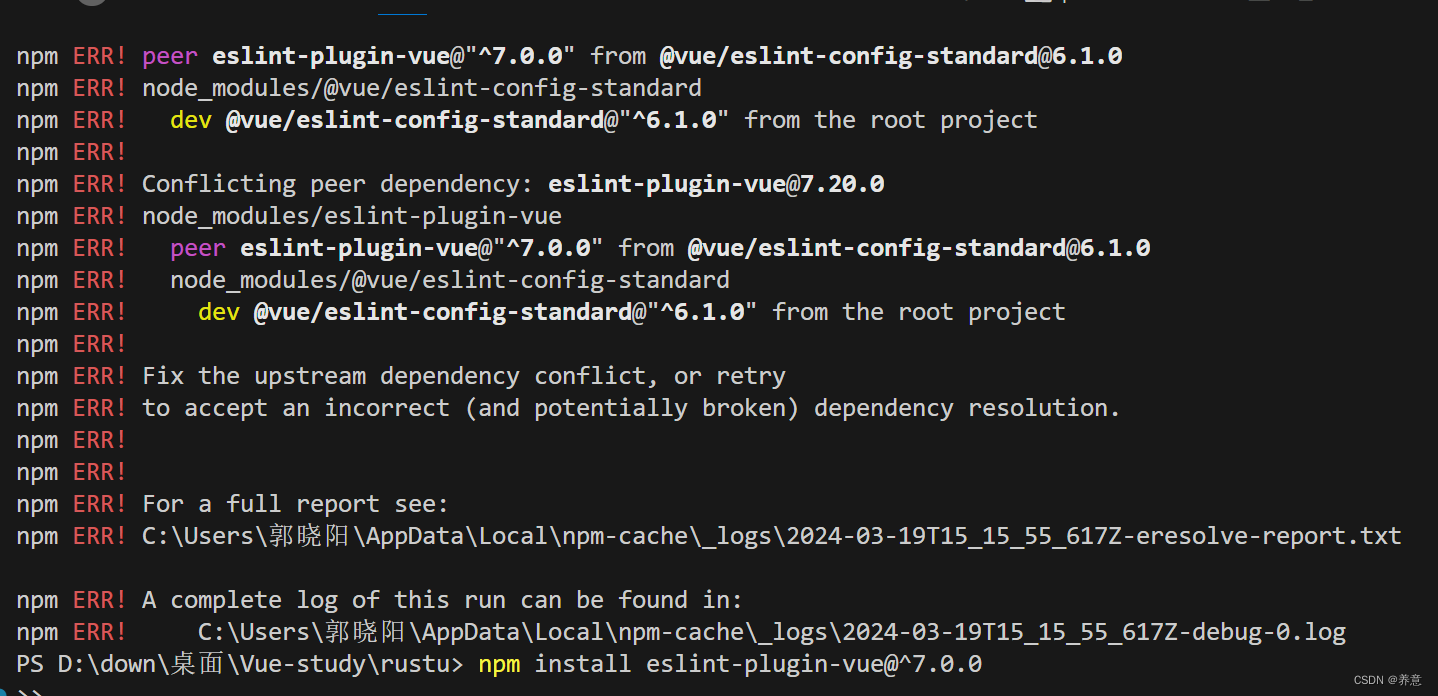 npm ERR! peer eslint-plugin-vue@"^7.0.0" from @vue/eslint-config-standard@6.1.0
npm ERR! node_modules/@vue/eslint-config-standard
npm ERR!   dev @vue/eslint-config-standard@"^6.1.0" from the root project
npm ERR!
npm ERR! Conflicting peer dependency: eslint-plugin-vue@7.20.0
npm ERR! node_modules/eslint-plugin-vue
npm ERR!   peer eslint-plugin-vue@"^7.0.0" from @vue/eslint-config-standard@6.1.0
npm ERR!   node_modules/@vue/eslint-config-standard
npm ERR!     dev @vue/eslint-config-standard@"^6.1.0" from the root project
npm ERR!
npm ERR! Fix the upstream dependency conflict, or retry
npm ERR! to accept an incorrect (and potentially broken) dependency resolution.
npm ERR!
npm ERR!
npm ERR! For a full report see:
npm ERR! C:\Users\郭晓阳\AppData\Local\npm-cache\_logs\2024-03-19T15_15_55_617Z-eresolve-report.txt
npm ERR! A complete log of this run can be found in:
npm ERR!     C:\Users\郭晓阳\AppData\Local\npm-cache\_logs\2024-03-19T15_15_55_617Z-debug-0.log
PS D:\down\桌面\Vue-study\rustu> npm install eslint-plugin-vue@^7.0.0
CSDN @养意